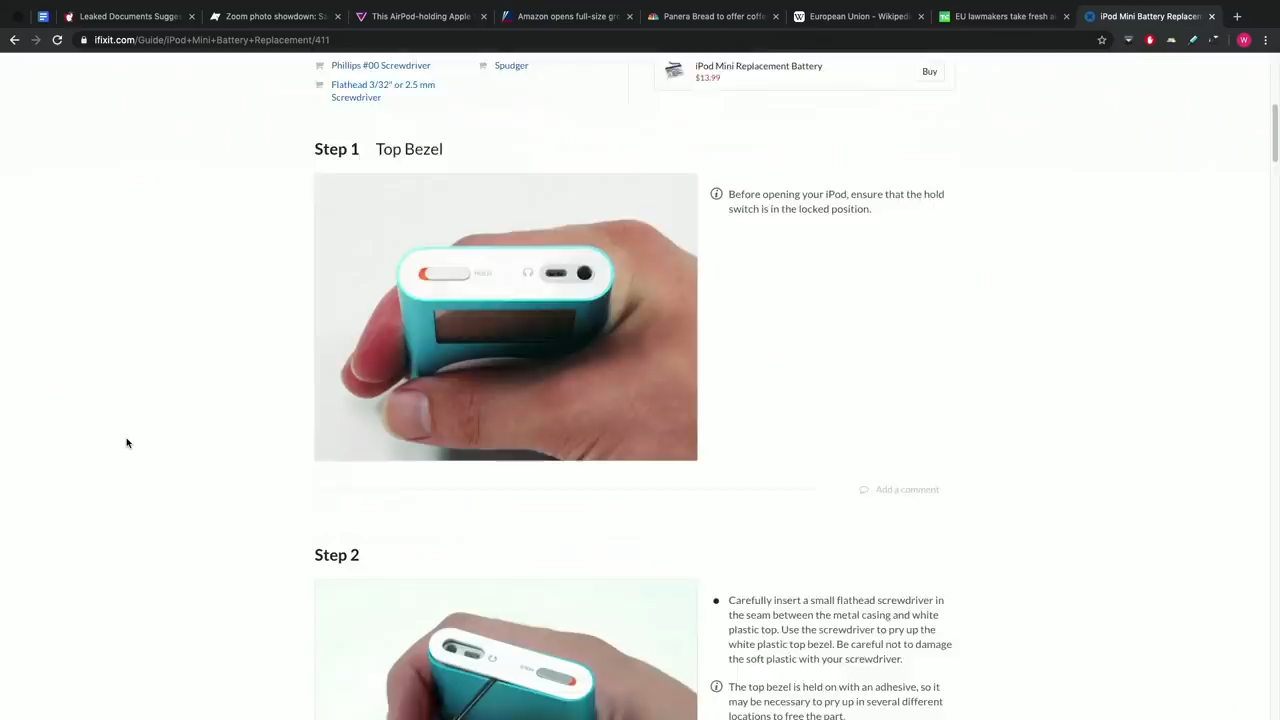 Leaked Documents Sugges
Zoom photo showdown: Sa
This AirPod-holding Apple
Amazon opens full-size gr
Panera Bread to offer coffe
European Union - Wikipedi
EU lawmakers take fresh a
iPod Mini Battery Replacen
ifixit.com/Guide/iPod+Mini+Battery+Replacement/411
W
Phillips #00 Screwdriver
Spudger
Flathead 3/32" or 2.5 mm
Screwdriver
iPod Mini Replacement Battery
$13.99
Buy
Step 1 Top Bezel
Before opening your iPod, ensure that the hold
switch is in the locked position.
HOLD
Add a comment
Step 2
Carefully insert a small flathead screwdriver in
the seam between the metal casing and white
plastic top. Use the screwdriver to pry up the
white plastic top bezel. Be careful not to damage
the soft plastic with your screwdriver.
The top bezel is held on with an adhesive, so it
may be necessary to pry up in several different
locations to free the part.